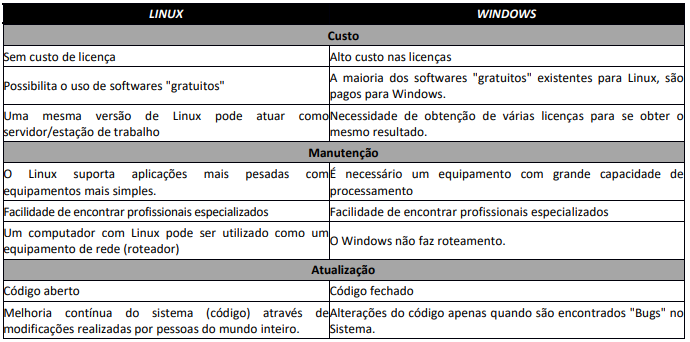 LINUX WINDOWS
Custo
Sem custo de licença Alto custo nas licenças
Possibilita o uso de softwares "gratuitos" A maioria dos softwares "gratuitos" existentes para Linux, são
pagos para Windows.
Uma mesma versão de Linux pode atuar como Necessidade de obtenção de várias licenças para se obter o
servidor/estação de trabalho mesmo resultado.
Manutenção
O Linux suporta aplicações mais pesadas com É necessário um equipamento com grande capacidade de
equipamentos mais simples. processamento
Facilidade de encontrar profissionais especializados Facilidade de encontrar profissionais especializados
Um computador com Linux pode ser utilizado como um
equipamento de rede (roteador) O Windows não faz roteamento.
Atualização
Código aberto Código fechado
Melhoria contínua do sistema (código) através de Alterações do código apenas quando são encontrados "Bugs" no
modificações realizadas por pessoas do mundo inteiro. Sistema.